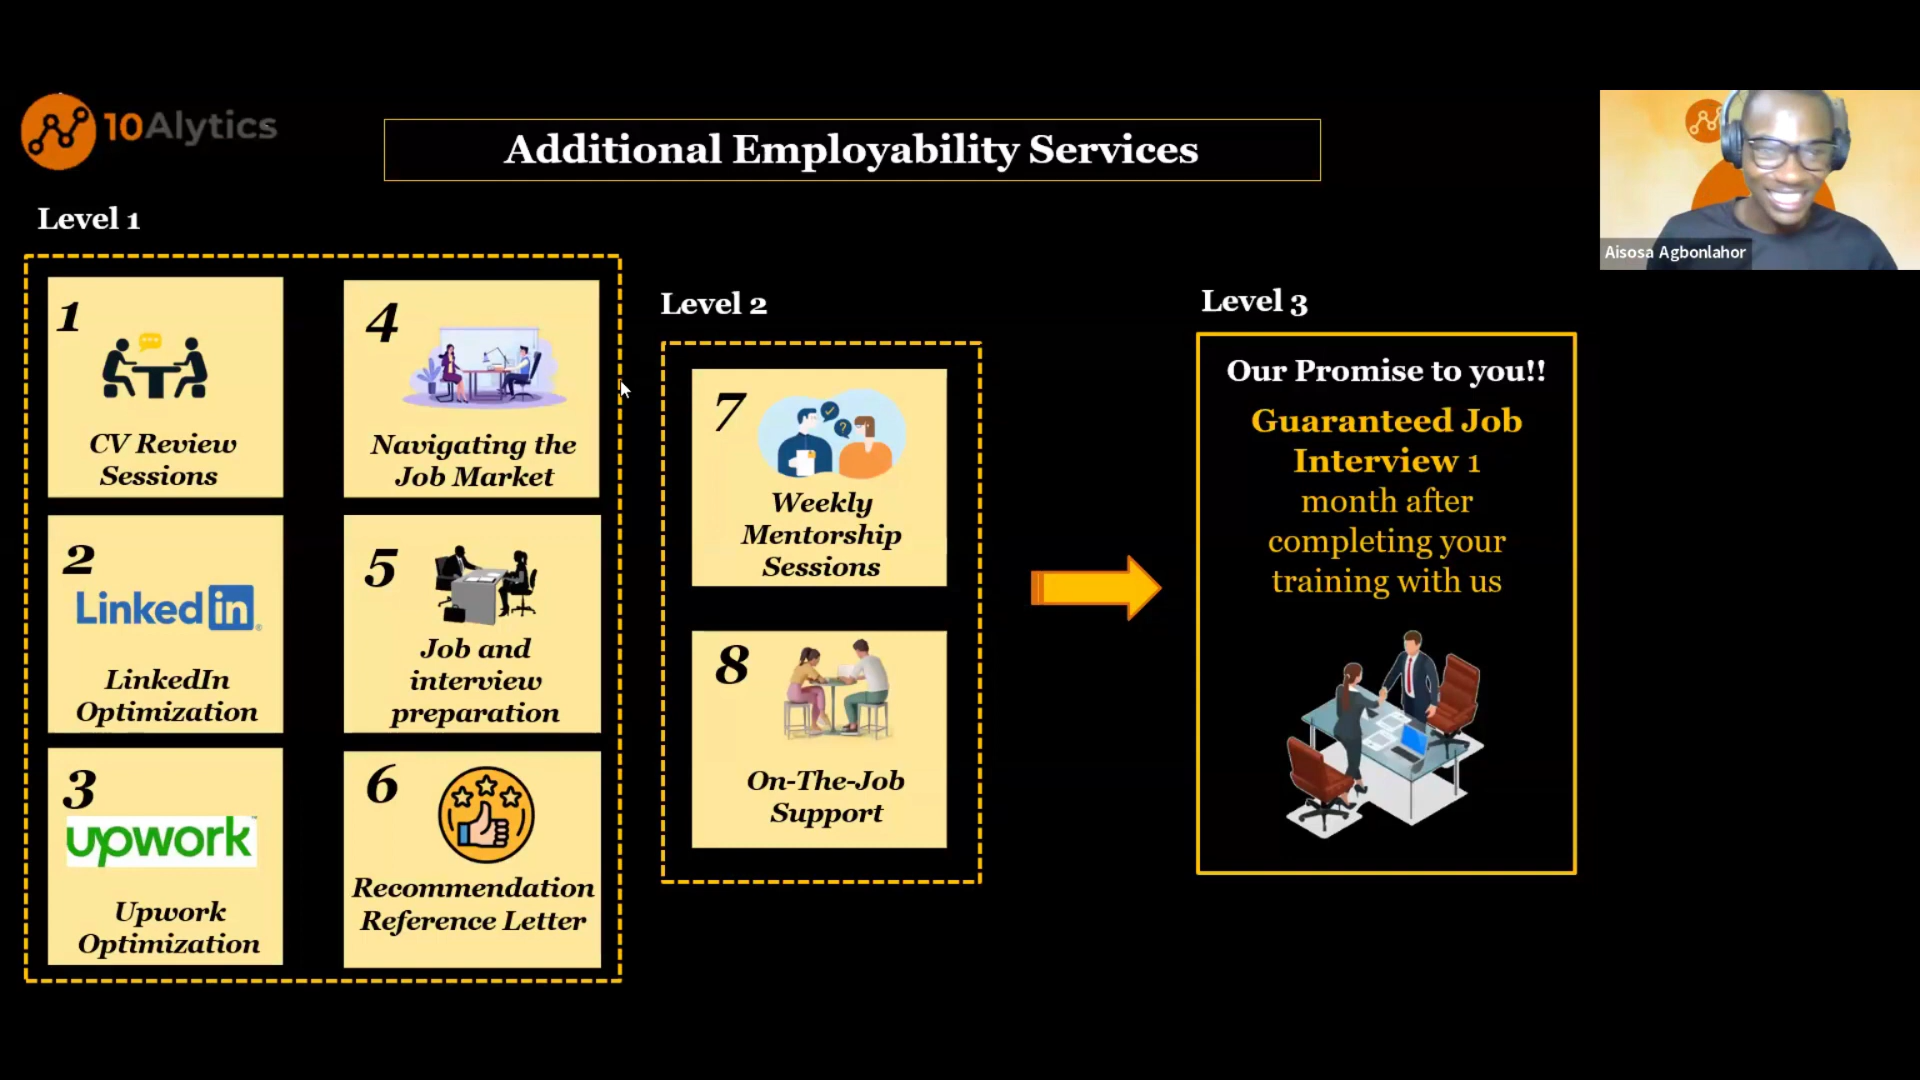 10Alytics
Additional Employability Services
Aisosa Agbonlahor
Level 1
1
CV Review
Sessions
2
LinkedIn
LinkedIn
Optimization
3
upwork
Upwork
Optimization
4
Navigating the
Job Market
5
Job and
interview
preparation
6
Recommendation
Reference Letter
Level 2
7
Weekly
Mentorship
Sessions
8
On-The-Job
Support
Level 3
Our Promise to you!!
Guaranteed Job
Interview 1
month after
completing your
training with us